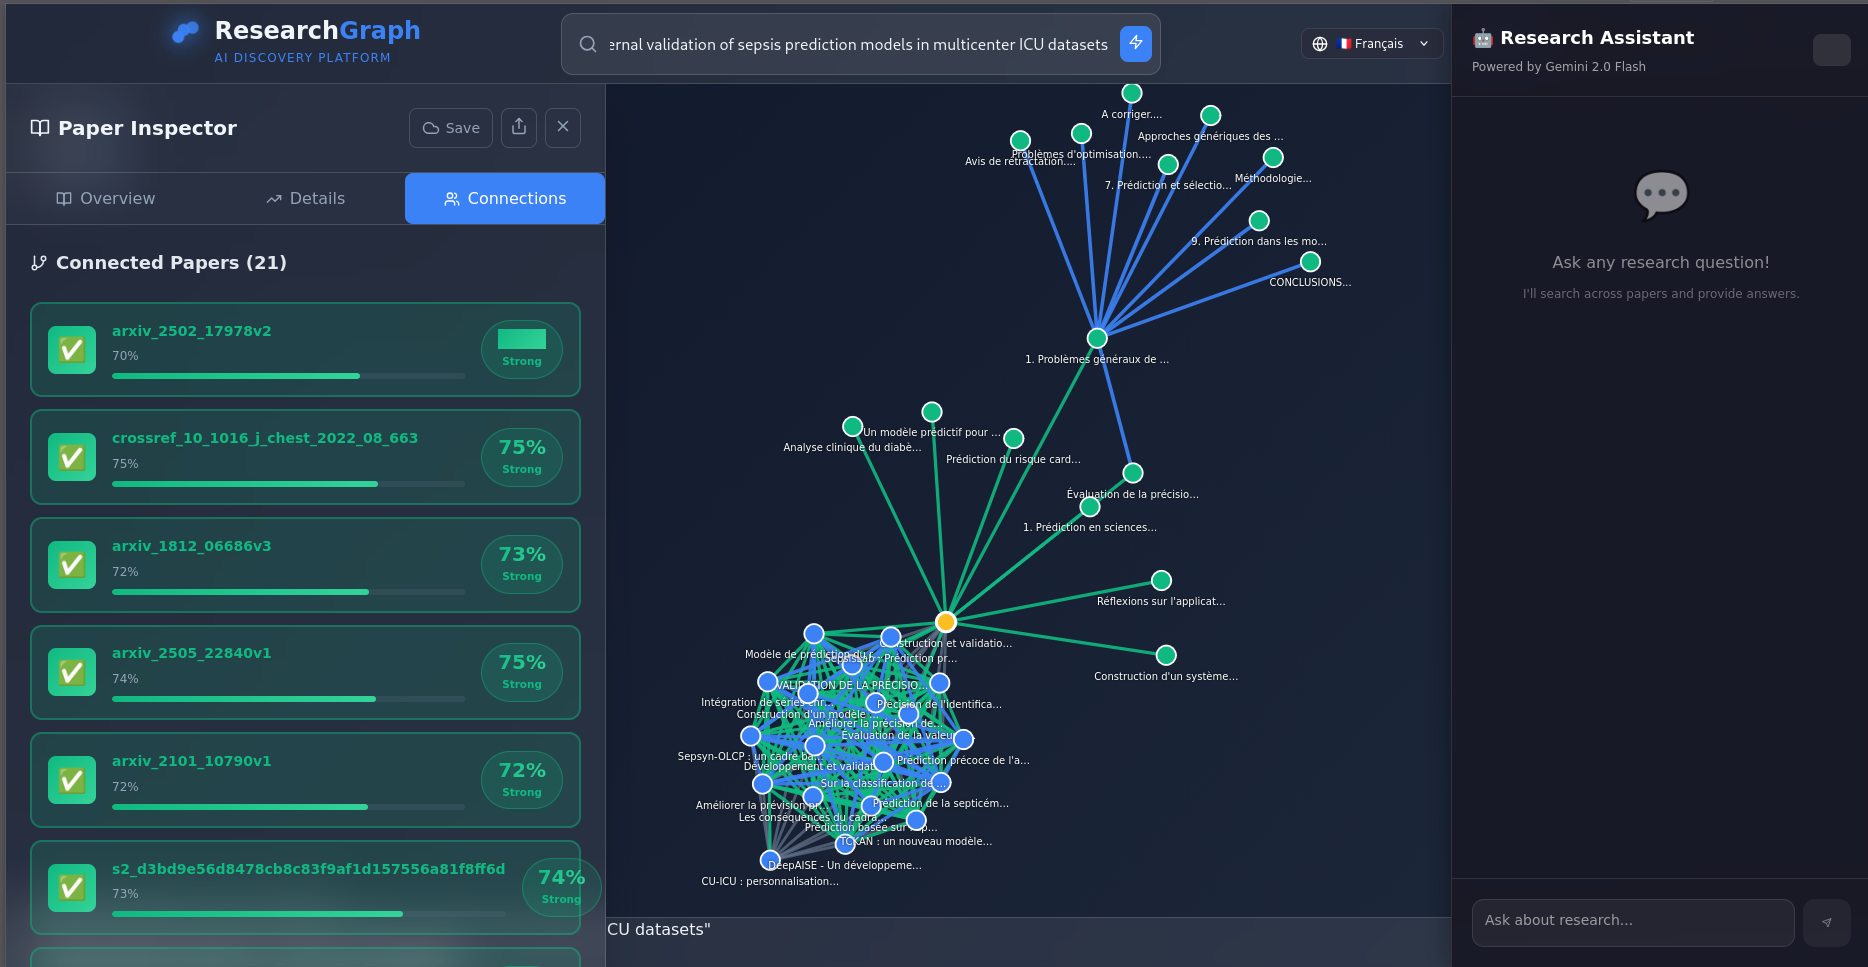 ResearchGraph
AI DISCOVERY PLATFORM
ernal validation of sepsis prediction models in multicenter ICU datasets
Français
Research Assistant
Powered by Gemini 2.0 Flash
Paper Inspector
Save
Overview
Details
Connections
Connected Papers (21)
arxiv_2502_17978v2
70%
Strong
crossref_10_1016_j_chest_2022_08_663
75%
75%
Strong
arxiv_1812_06686v3
72%
73%
Strong
arxiv_2505_22840v1
74%
75%
Strong
arxiv_2101_10790v1
72%
72%
Strong
s2_d3bd9e56d8478cb8c83f9af1d157556a81f8ff6d
73%
74%
Strong
A corriger....
Approches génériques des ...
Problèmes d'optimisation....
Avis de rétractation....
Méthodologie...
7. Prédiction et sélectio...
9. Prédiction dans les mo...
CONCLUSIONS...
1. Problèmes généraux de ...
Un modèle prédictif pour ...
Analyse clinique du diabè...
Prédiction du risque card...
Évaluation de la précisio...
1. Prédiction en sciences...
Réflexions sur l'applicat...
Construction et validatio...
Modèle de prédiction du r...
SepsisLab : Prédiction pr...
Construction d'un système...
VALIDATION DE LA PRÉCISIO...
Intégration de séries chr...
Précision de l'identifica...
Construction d'un modèle ...
Améliorer la précision de...
Évaluation de la valeur
Sepsyn-OLCP : un cadre ba...
Développement et validat
Prédiction précoce de l'a...
Sur la classification de ...
Améliorer la prévision pr...
Prédiction de la septicém...
Les conséquences du cadra...
Prédiction basée sur
TCKAN : un nouveau modèle...
DeepAISE - Un développeme...
CU-ICU : personnalisation...
CU datasets"
Ask any research question!
I'll search across papers and provide answers.
Ask about research...